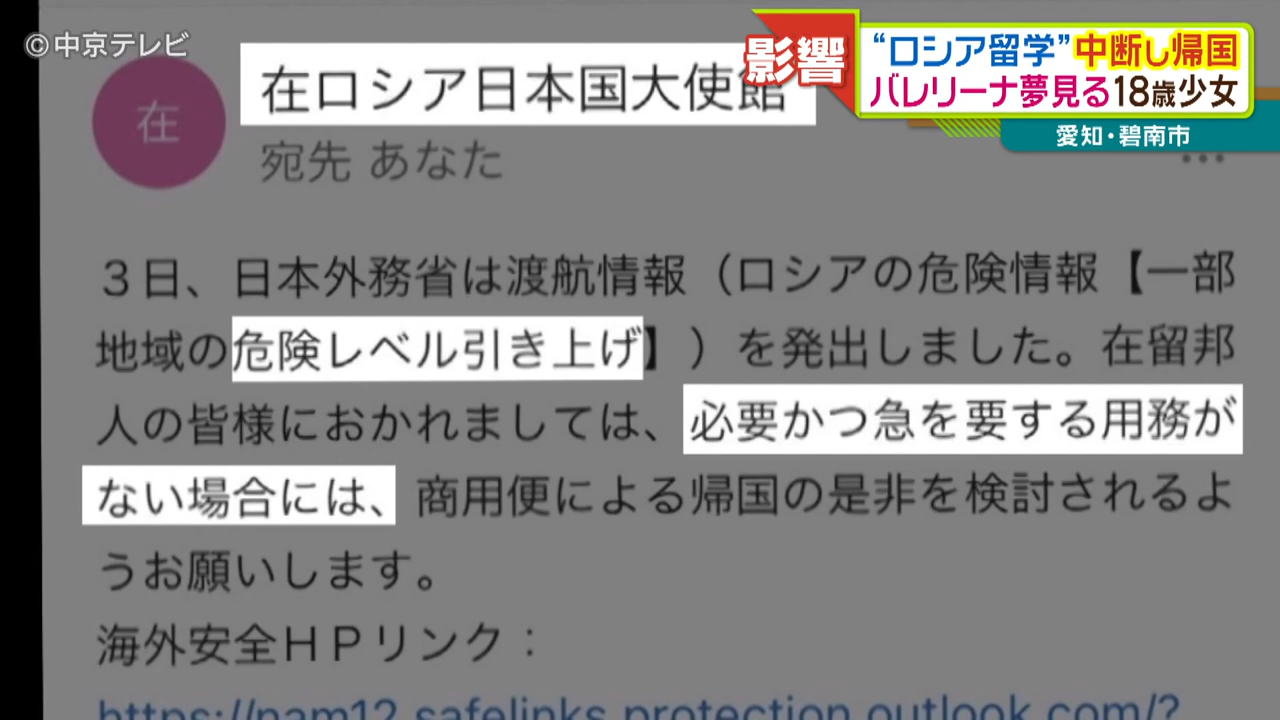 ©中京テレビ
影響
“ロシア留学”中断し帰国
バレリーナ夢見る18歳少女
愛知・碧南市
在
在ロシア日本国大使館
宛先 あなた
３日、日本外務省は渡航情報（ロシアの危険情報【一部
地域の危険レベル引き上げ】）を発出しました。在留邦
人の皆様におかれましては、必要かつ急を要する用務が
ない場合には、商用便による帰国の是非を検討されるよ
うお願いします。
海外安全ＨＰリンク：
https://nam12.safelinks.protection.outlook.com/?